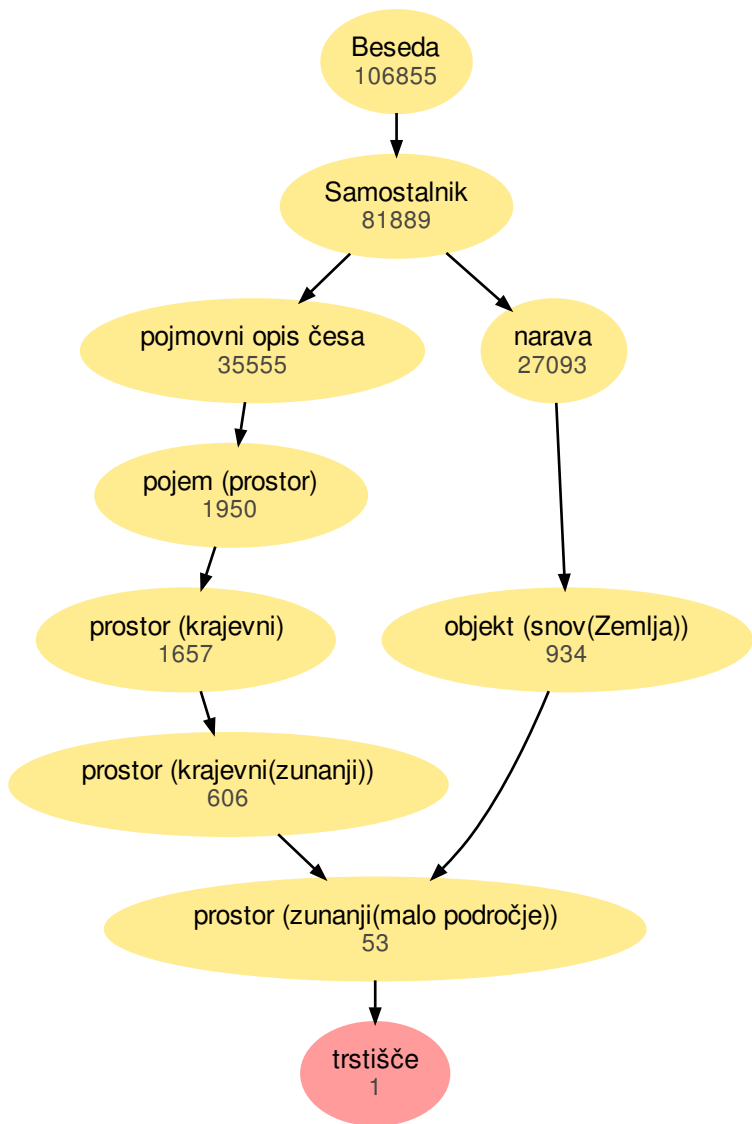 Beseda
106855
Samostalnik
81889
pojmovni opis česa
35555
narava
27093
pojem (prostor)
1950
prostor (krajevni)
1657
objekt (snov(Zemlja))
934
prostor (krajevni(zunanji))
606
prostor (zunanji(malo področje))
53
trstišče
1